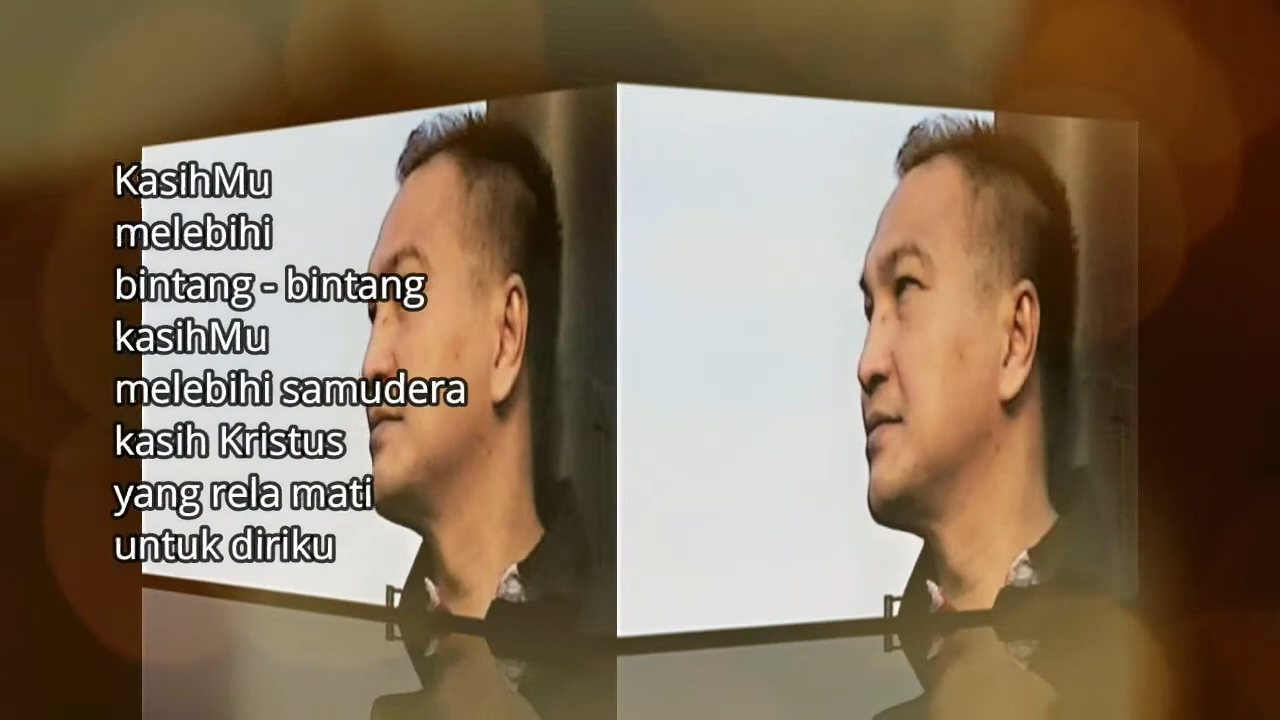 KasihMu
melebihi
bintang - bintang
kasihMu
melebihi samudera
kasih Kristus
yang rela mati
untuk diriku